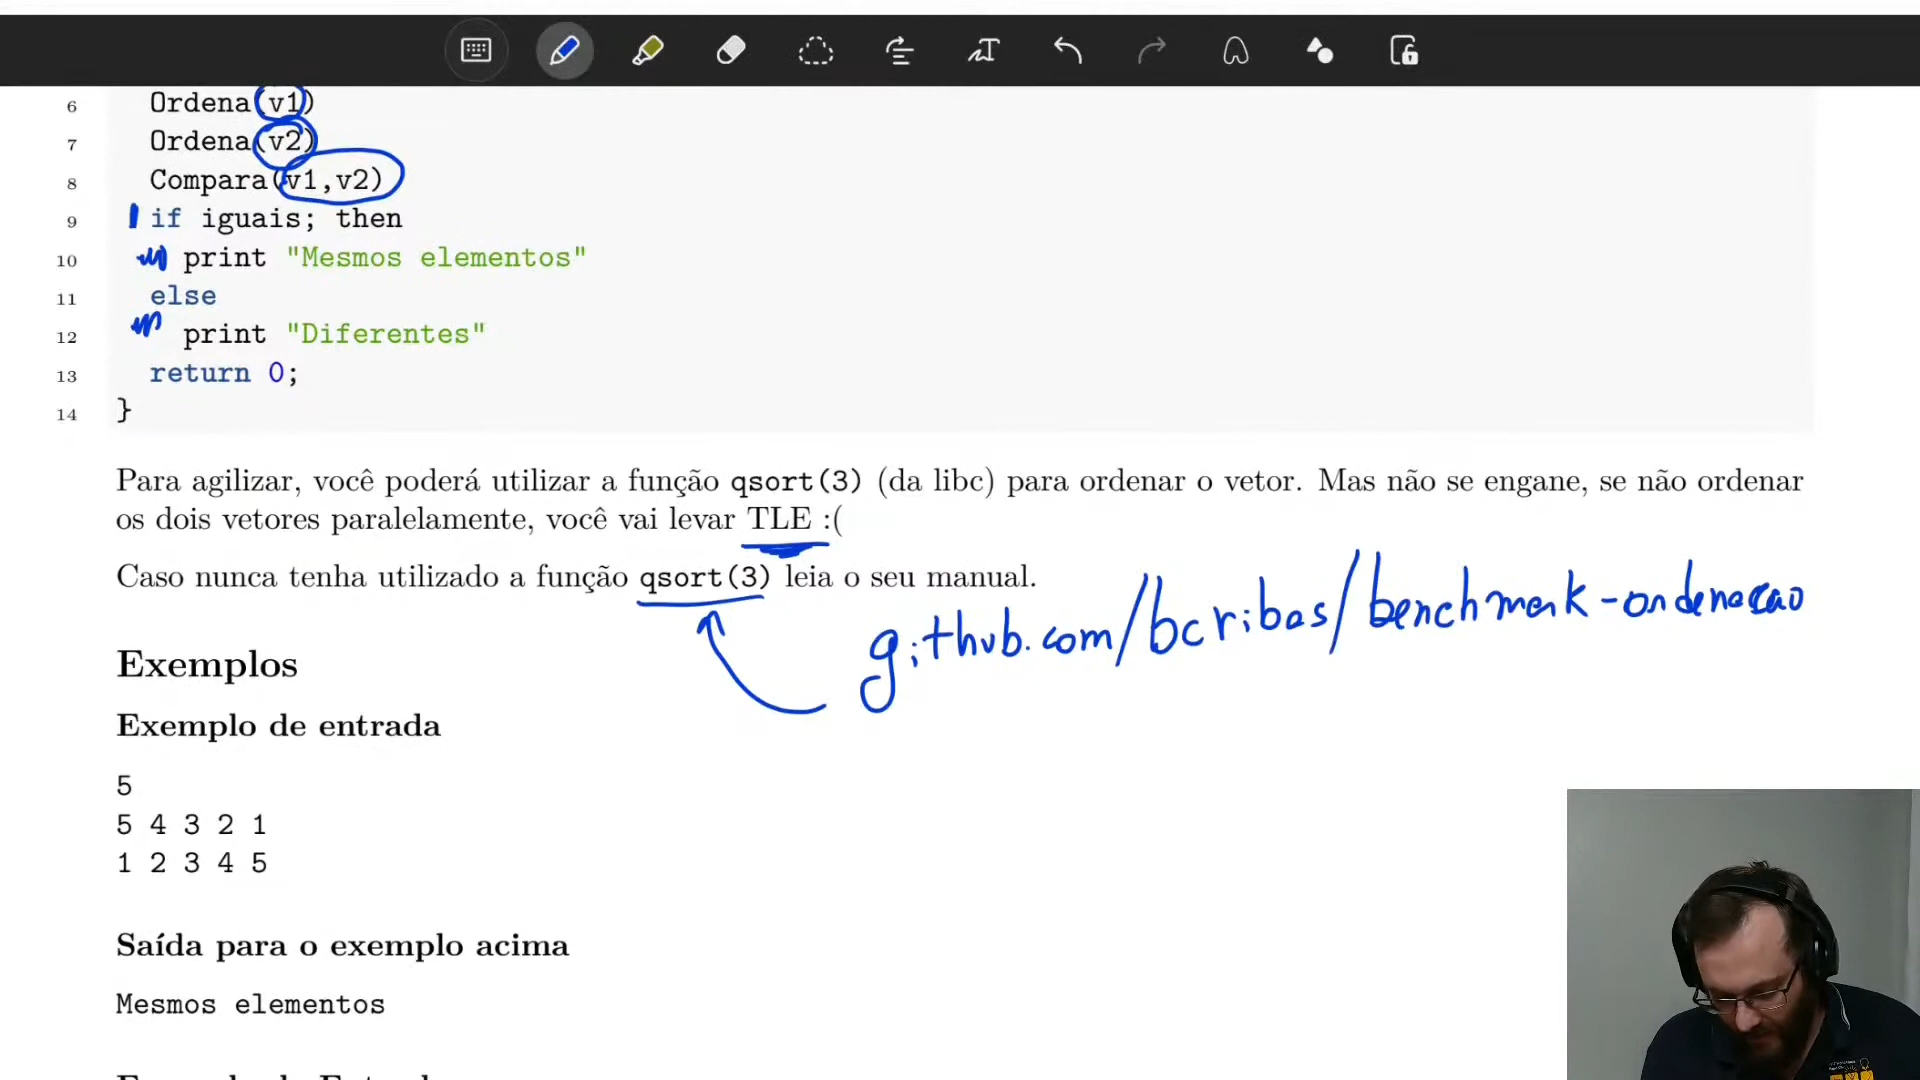 6 Ordena(v1)
7 Ordena(v2)
8 Compara(v1,v2)
9 if iguais; then
10 print "Mesmos elementos"
11 else
12 print "Diferentes"
13 return 0;
14 }
Para agilizar, você poderá utilizar a função qsort(3) (da libc) para ordenar o vetor. Mas não se engane, se não ordenar
os dois vetores paralelamente, você vai levar TLE :(
Caso nunca tenha utilizado a função qsort(3) leia o seu manual.
github.com/bcribas/benchmark-ordenacao
Exemplos
Exemplo de entrada
5
5 4 3 2 1
1 2 3 4 5
Saída para o exemplo acima
Mesmos elementos